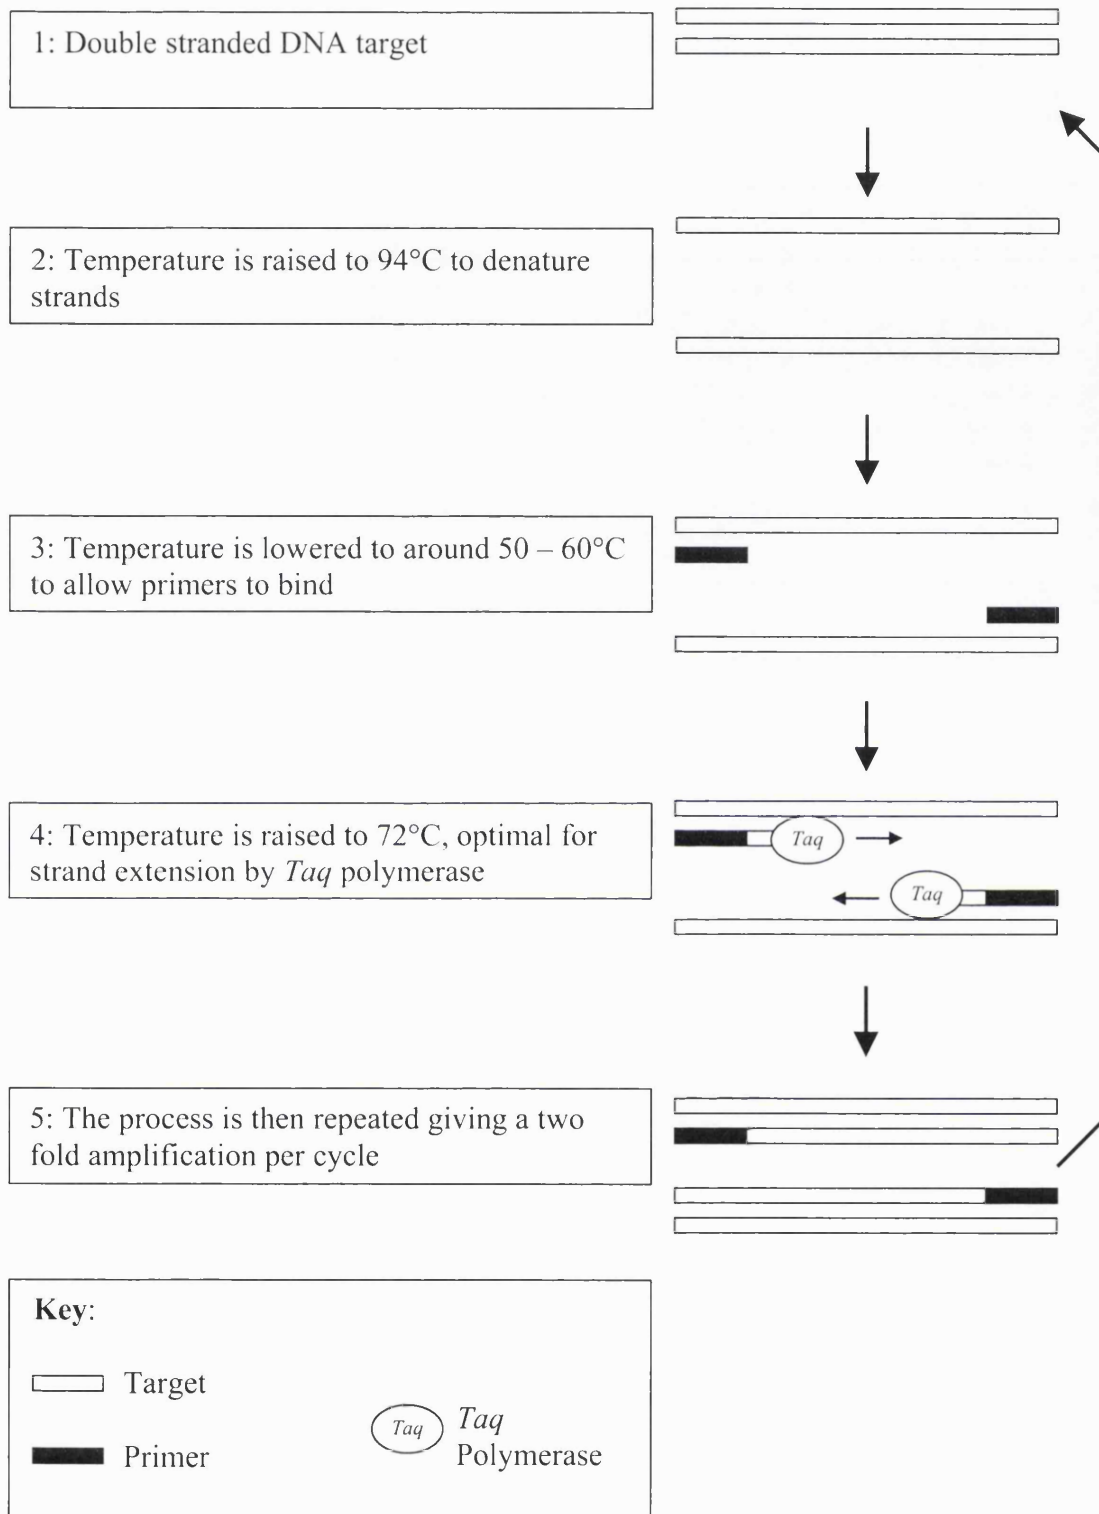 1: Double stranded DNA target
2: Temperature is raised to 94°C to denature
strands
3: Temperature is lowered to around 50 – 60°C
to allow primers to bind
4: Temperature is raised to 72°C, optimal for
strand extension by Taq polymerase
Taq
Taq
5: The process is then repeated giving a two
fold amplification per cycle
Key:
Target
Primer
Taq
Taq
Polymerase